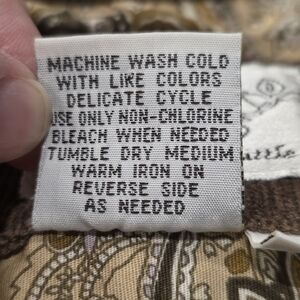 MACHINE WASH COLD
WITH LIKE COLORS
DELICATE CYCLE
USE ONLY NON-CHLORINE
BLEACH WHEN NEEDED
TUMBLE DRY MEDIUM
WARM IRON ON
REVERSE SIDE
AS NEEDED